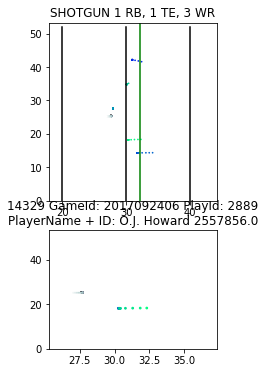 SHOTGUN 1 RB, 1 TE, 3 WR
50
40
30
20
10
0
20 30 40
14329 GameId: 2017092406 PlayId: 2889
PlayerName + ID: O.J. Howard 2557856.0
40
20
0
27.5 30.0 32.5 35.0